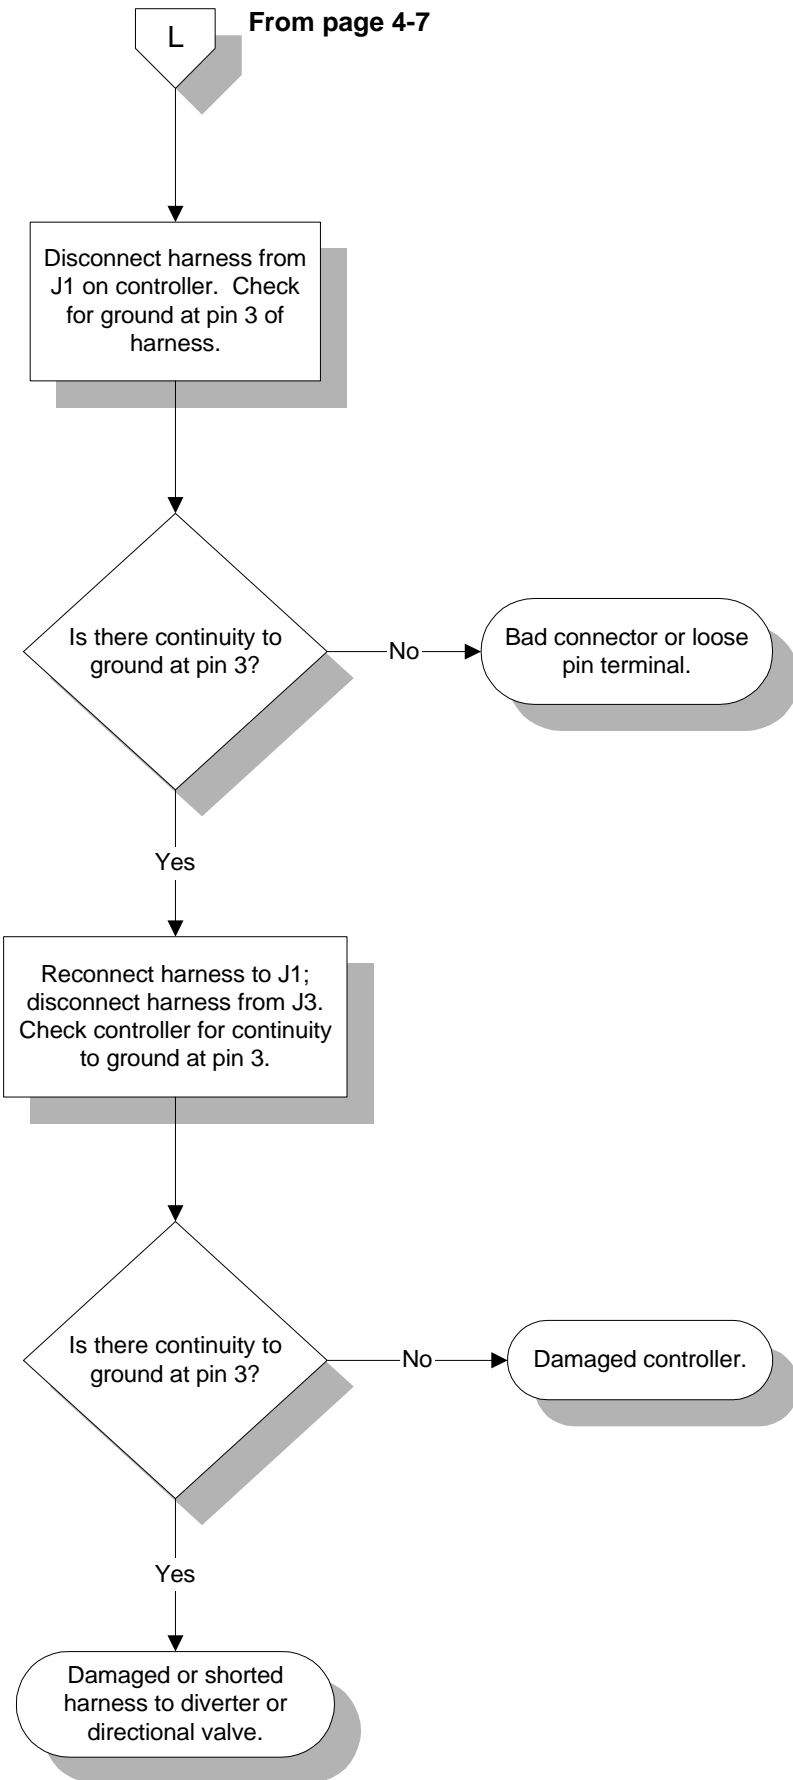 From page 4-7
L
Disconnect harness from
J1 on controller.  Check
for ground at pin 3 of
harness.
Is there continuity to
ground at pin 3?
No
Bad connector or loose
pin terminal.
Yes
Reconnect harness to J1;
disconnect harness from J3.
Check controller for continuity
to ground at pin 3.
Is there continuity to
ground at pin 3?
No
Damaged controller.
Yes
Damaged or shorted
harness to diverter or
directional valve.